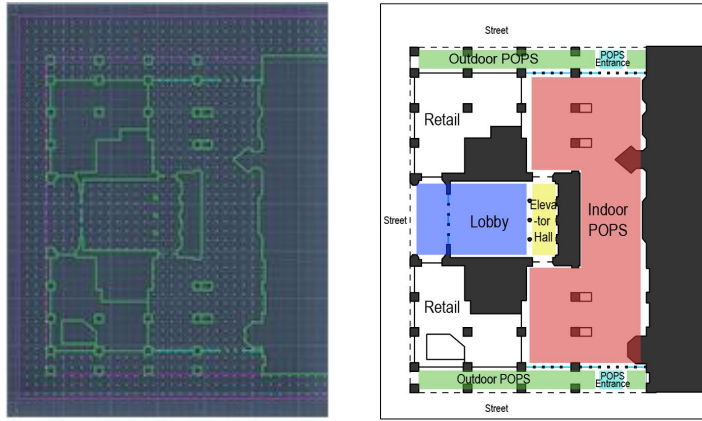 Street
Outdoor POPS
POPS
Entrance
Retail
Street
Lobby
Eleva
-tor
Hall
Indoor
POPS
Retail
Outdoor POPS
POPS
Entrance
Street